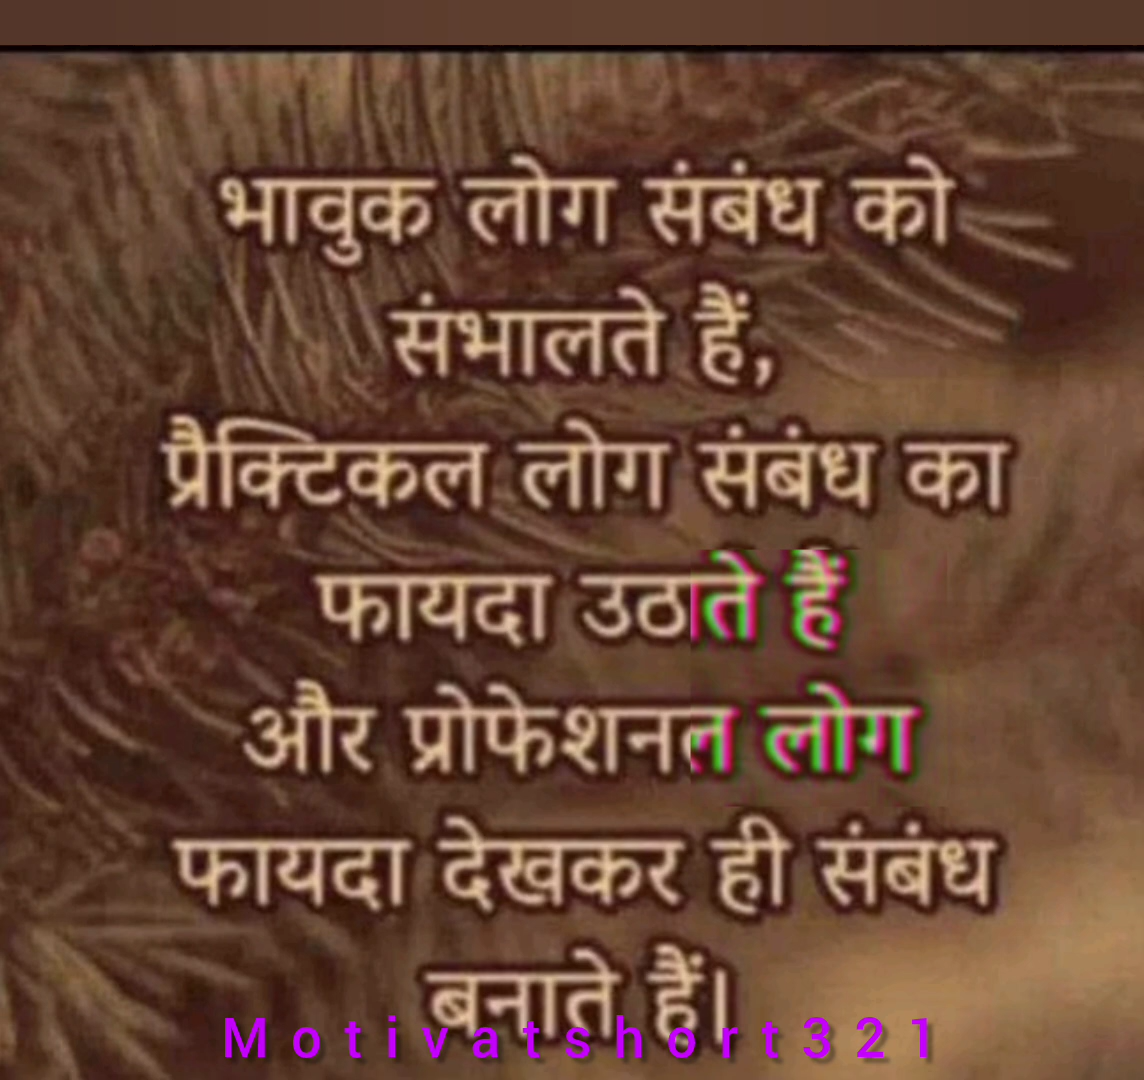 भावुक लोग संबंध को
संभालते हैं,
प्रैक्टिकल लोग संबंध का
फायदा उठाते हैं
और प्रोफेशनल लोग
फायदा देखकर ही संबंध
बनाते हैं।
Motivatshort321